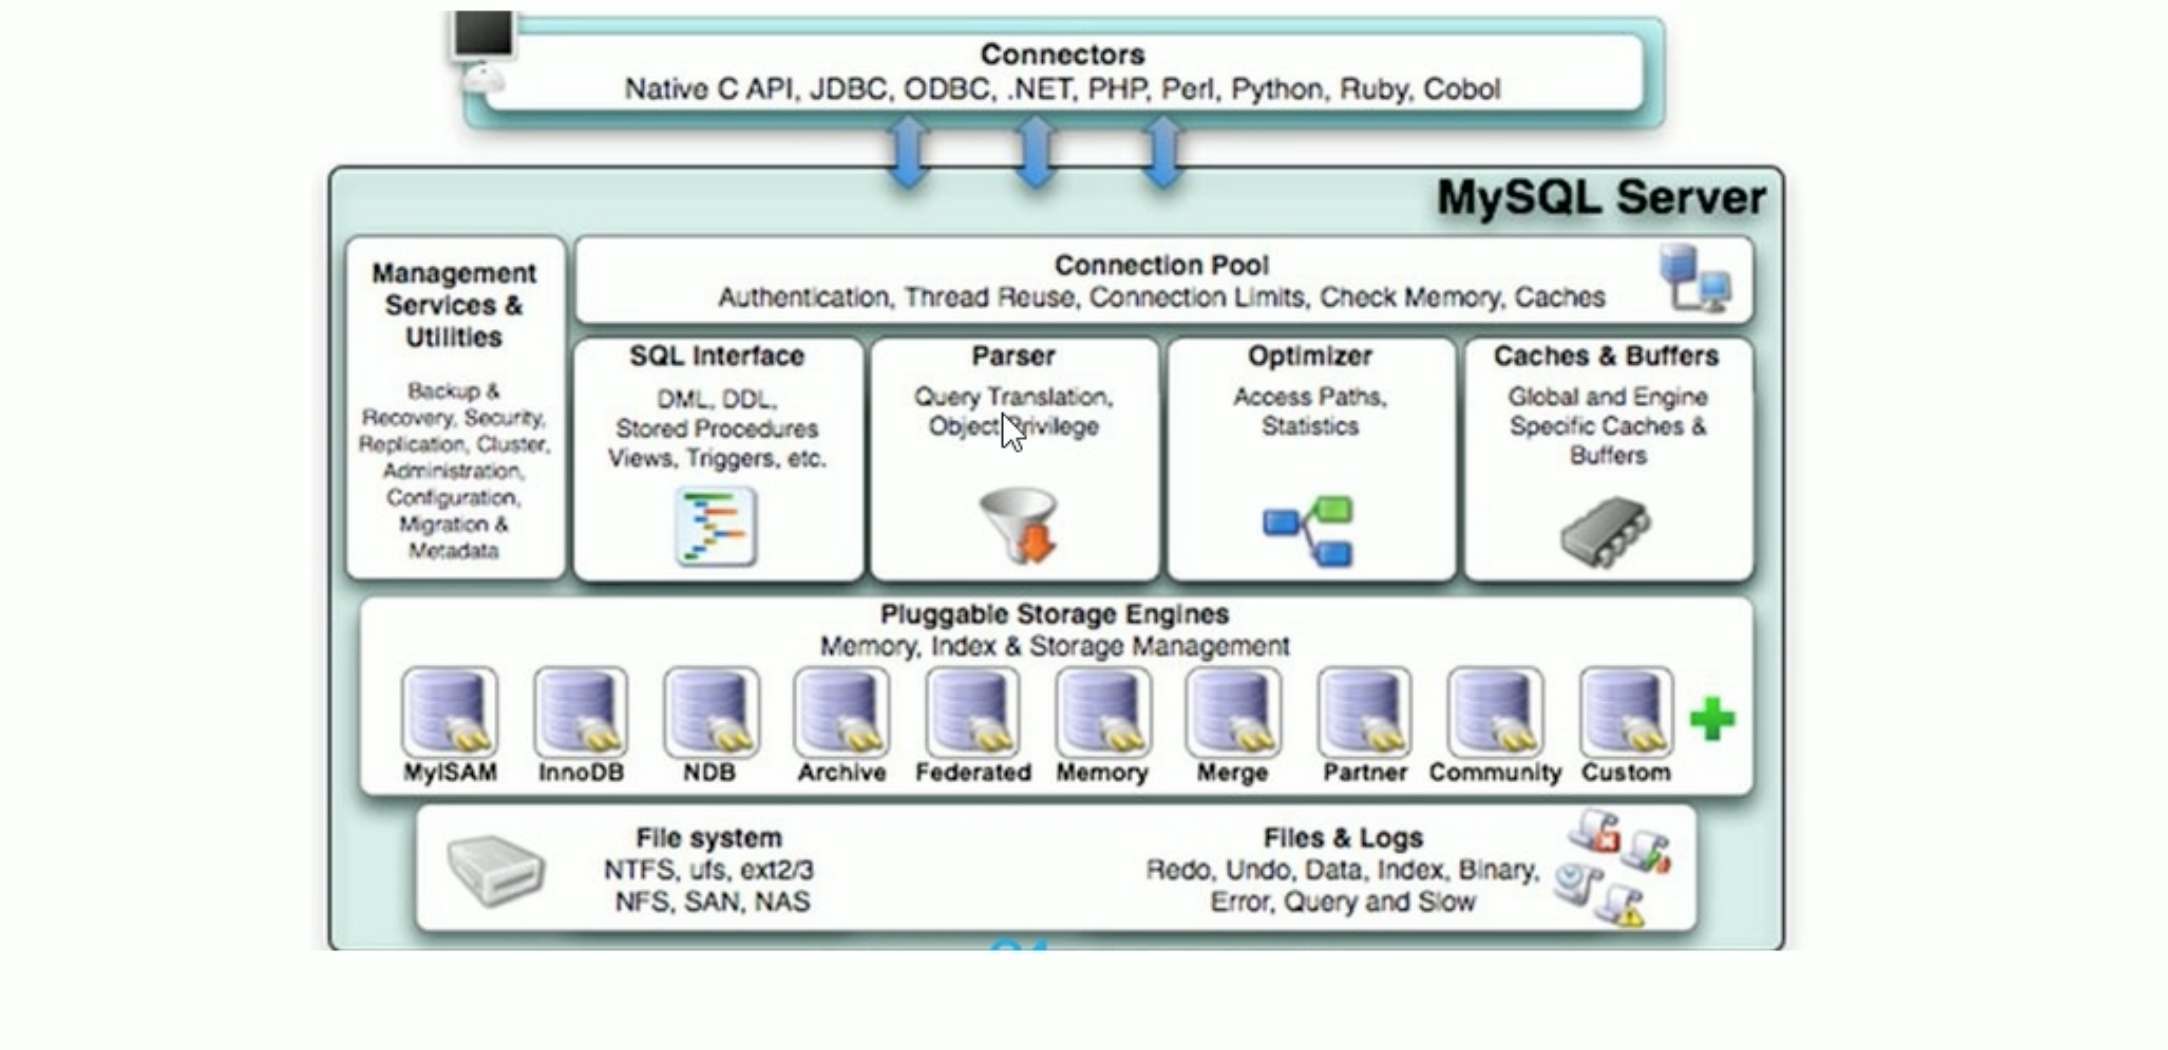 Connectors
Native C API, JDBC, ODBC, .NET, PHP, Perl, Python, Ruby, Cobol
MySQL Server
Management
Services &
Utilities
Backup &
Recovery, Security,
Replication, Cluster,
Administration,
Configuration,
Migration &
Metadata
Connection Pool
Authentication, Thread Reuse, Connection Limits, Check Memory, Caches
SQL Interface
DML, DDL,
Stored Procedures
Views, Triggers, etc.
Parser
Query Translation,
Object Privilege
Optimizer
Access Paths,
Statistics
Caches & Buffers
Global and Engine
Specific Caches &
Buffers
Pluggable Storage Engines
Memory, Index & Storage Management
MyISAM InnoDB NDB Archive Federated Memory Merge Partner Community Custom
File system
NTFS, ufs, ext2/3
NFS, SAN, NAS
Files & Logs
Redo, Undo, Data, Index, Binary,
Error, Query and Slow